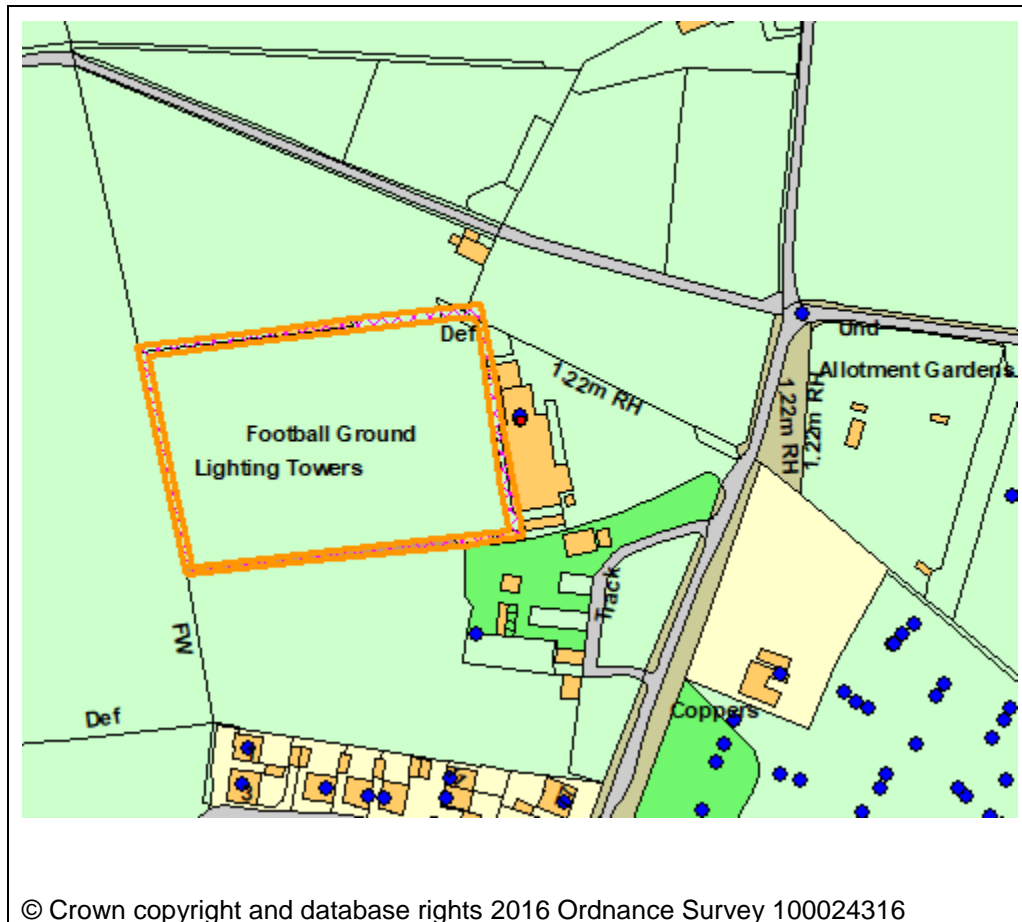 Def
Und
1.22m RH
Allotment Gardens
1.22m RH
1.22m RH
Football Ground
Lighting Towers
Track
FW
Coppers
Def
3
© Crown copyright and database rights 2016 Ordnance Survey 100024316